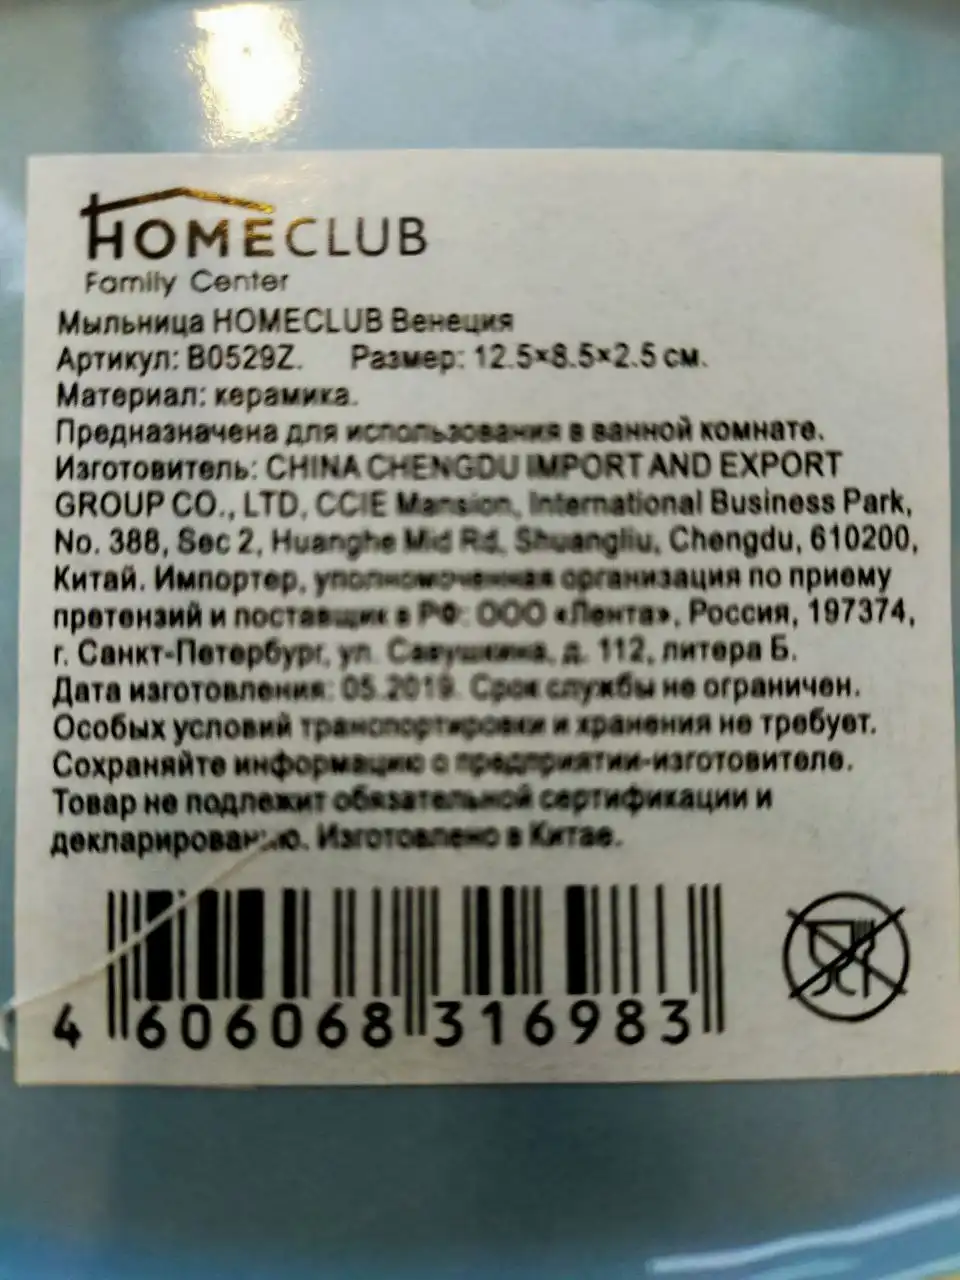 HOMECLUB
Family Center
Мыльница HOMECLUB Венеция
Артикул: B0529Z. Размер: 12.5×8.5×2.5 см.
Материал: керамика.
Предназначена для использования в ванной комнате.
Изготовитель: CHINA CHENGDU IMPORT AND EXPORT
GROUP CO., LTD, CCIE Mansion, International Business Park,
No. 388, Sec 2, Huanghe Mid Rd, Shuangliu, Chengdu, 610200,
Китай. Импортер, уполномоченная организация по приему
претензий и поставщик в РФ: ООО «Лента», Россия, 197374,
г. Санкт-Петербург, ул. Савушкина, д. 112, литера Б.
Дата изготовления: 05.2019. Срок службы не ограничен.
Особых условий транспортировки и хранения не требует.
Сохраняйте информацию о предприятии-изготовителе.
Товар не подлежит обязательной сертификации и
декларированию. Изготовлено в Китае.
4 606068 316983